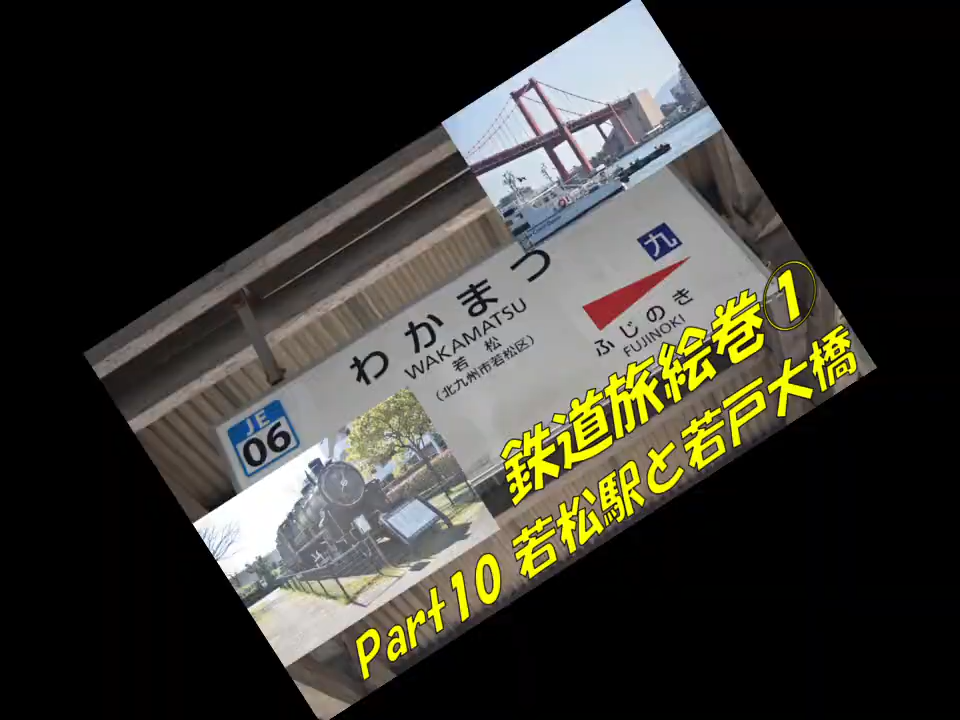 九
わかまつ
WAKAMATSU
若松
(北九州市若松区)
ふじのき
FUJINOKI
JE
06
鉄道旅絵巻①
Part10 若松駅と若戸大橋